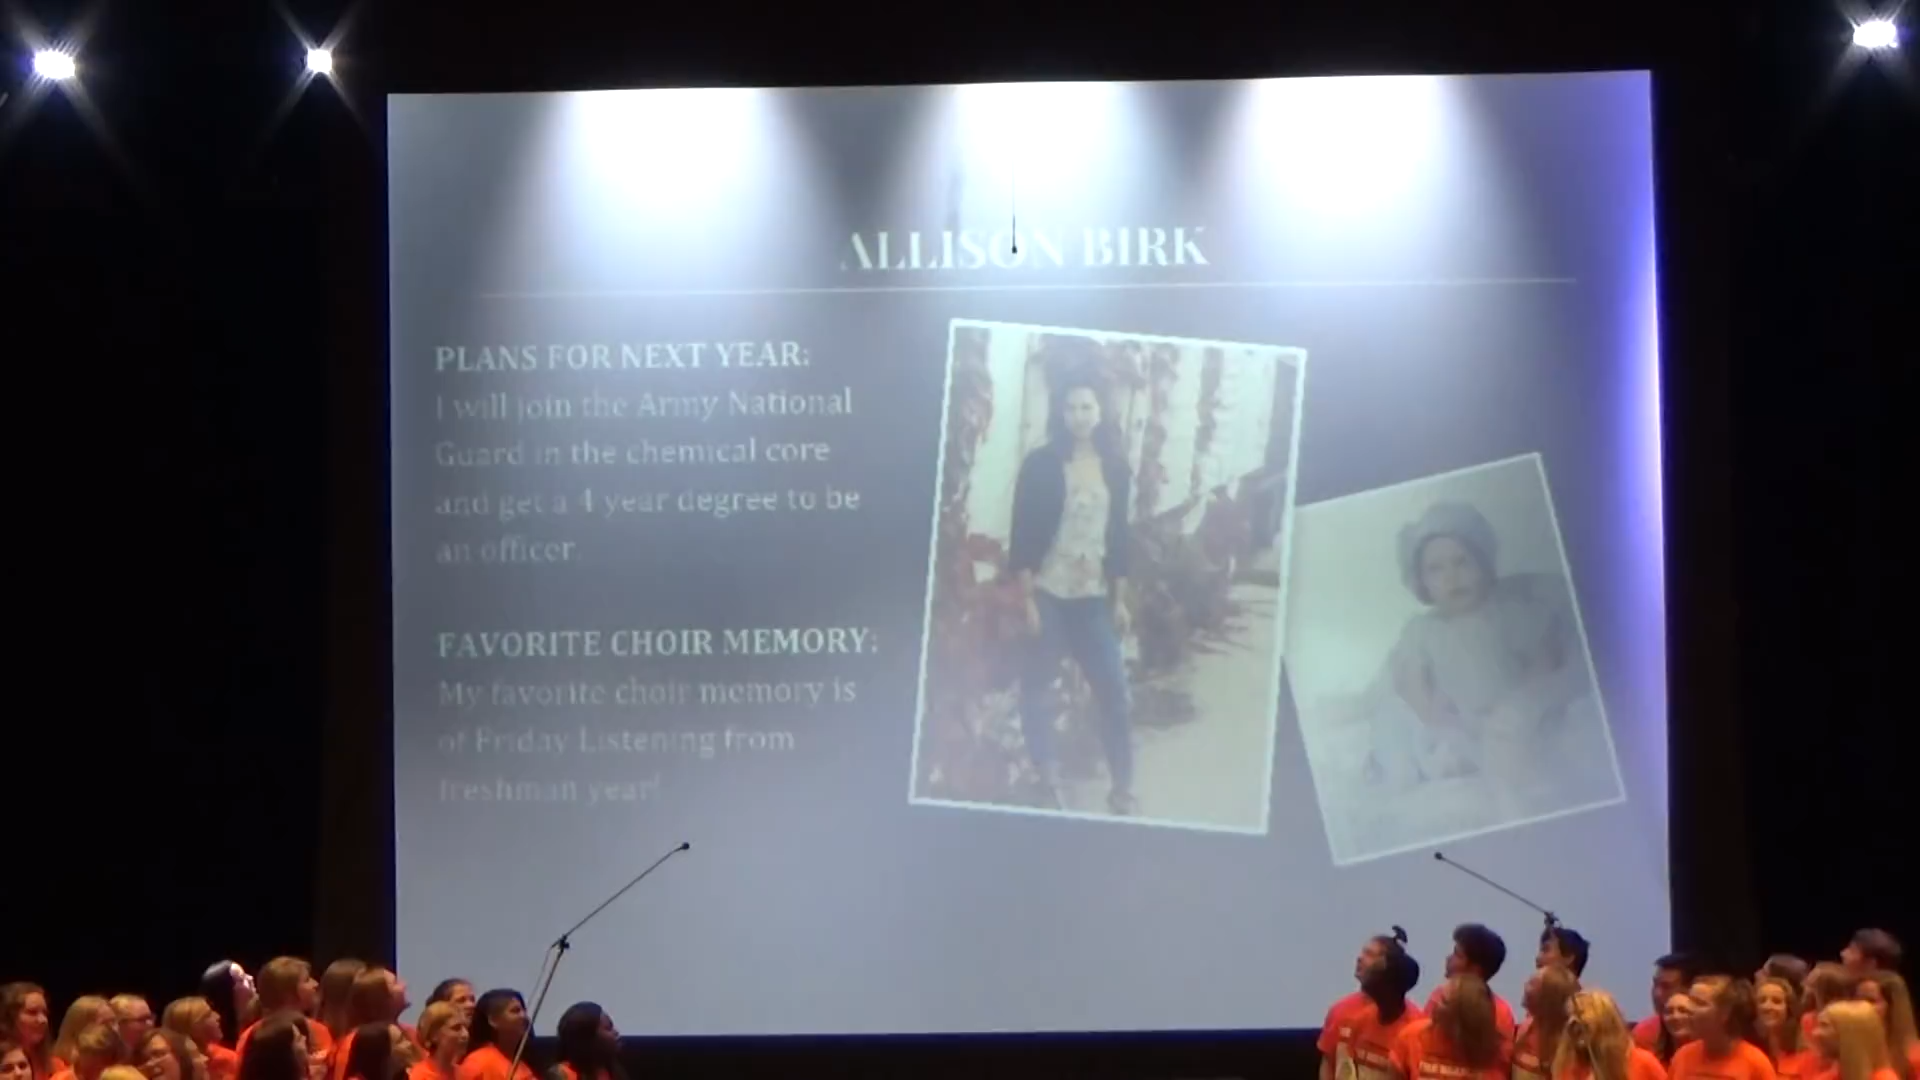 ALLISON BIRK
PLANS FOR NEXT YEAR:
I will join the Army National
Guard in the chemical core
and get a 4 year degree to be
an officer.
FAVORITE CHOIR MEMORY:
My favorite choir memory is
of Friday Listening from
freshman year!